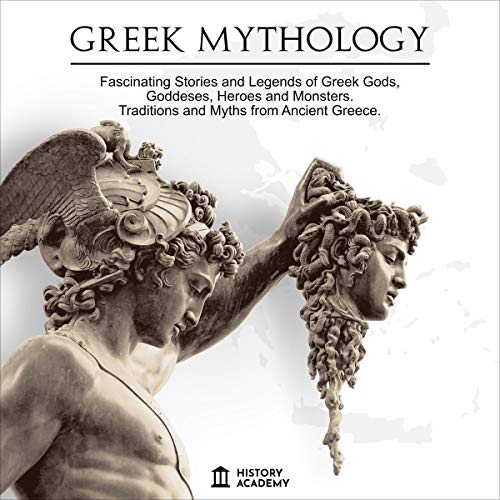 GREEK MYTHOLOGY
Fascinating Stories and Legends of Greek Gods,
Goddeses, Heroes and Monsters.
Traditions and Myths from Ancient Greece.
HISTORY
ACADEMY